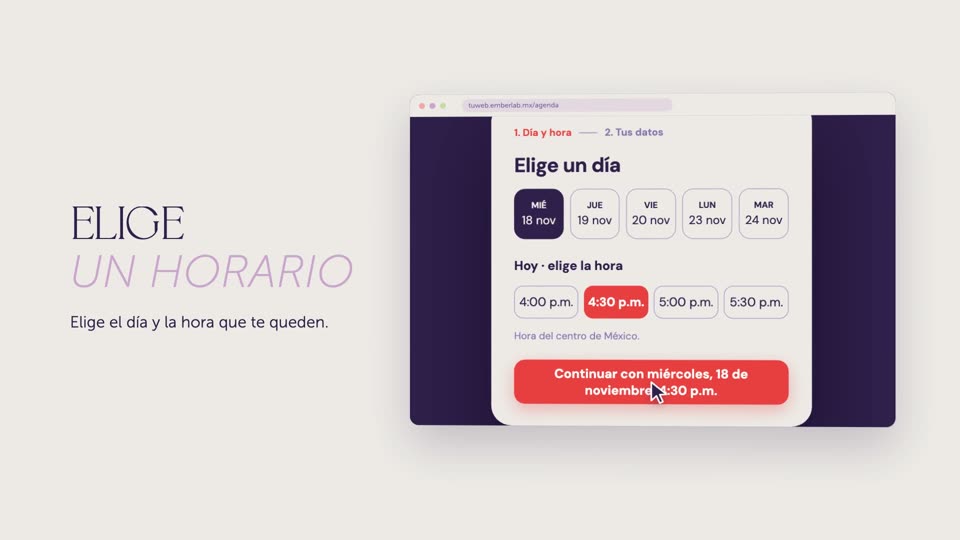 ELIGE
UN HORARIO
Elige el día y la hora que te queden.
tuweb.emberlab.mx/agenda
1. Día y hora — 2. Tus datos
Elige un día
MIÉ JUE VIE LUN MAR
18 nov 19 nov 20 nov 23 nov 24 nov
Hoy · elige la hora
4:00 p.m. 4:30 p.m. 5:00 p.m. 5:30 p.m.
Hora del centro de México.
Continuar con miércoles, 18 de
noviembre 4:30 p.m.